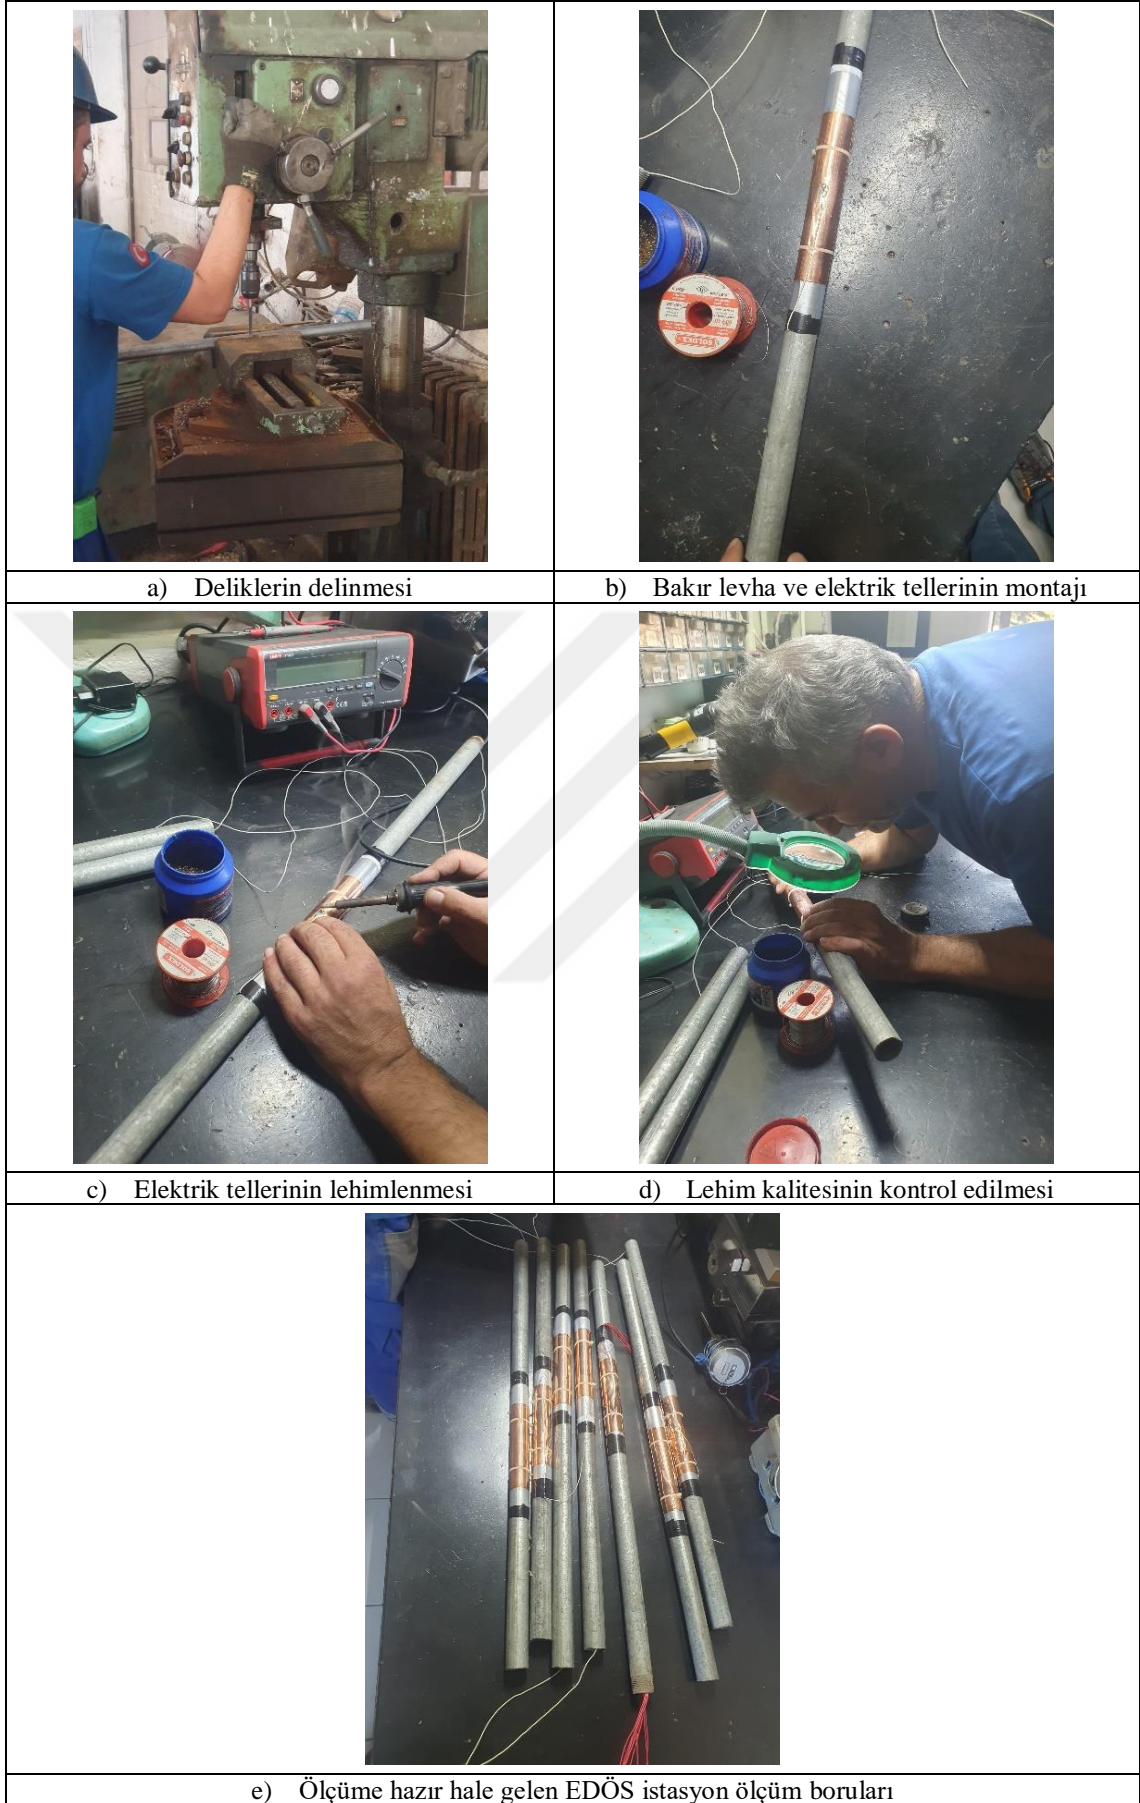 a) Deliklerin delinmesi
b) Bakır levha ve elektrik tellerinin montajı
SOLDEX
c) Elektrik tellerinin lehimlenmesi
d) Lehim kalitesinin kontrol edilmesi
e) Ölçüme hazır hale gelen EDÖS istasyon ölçüm boruları